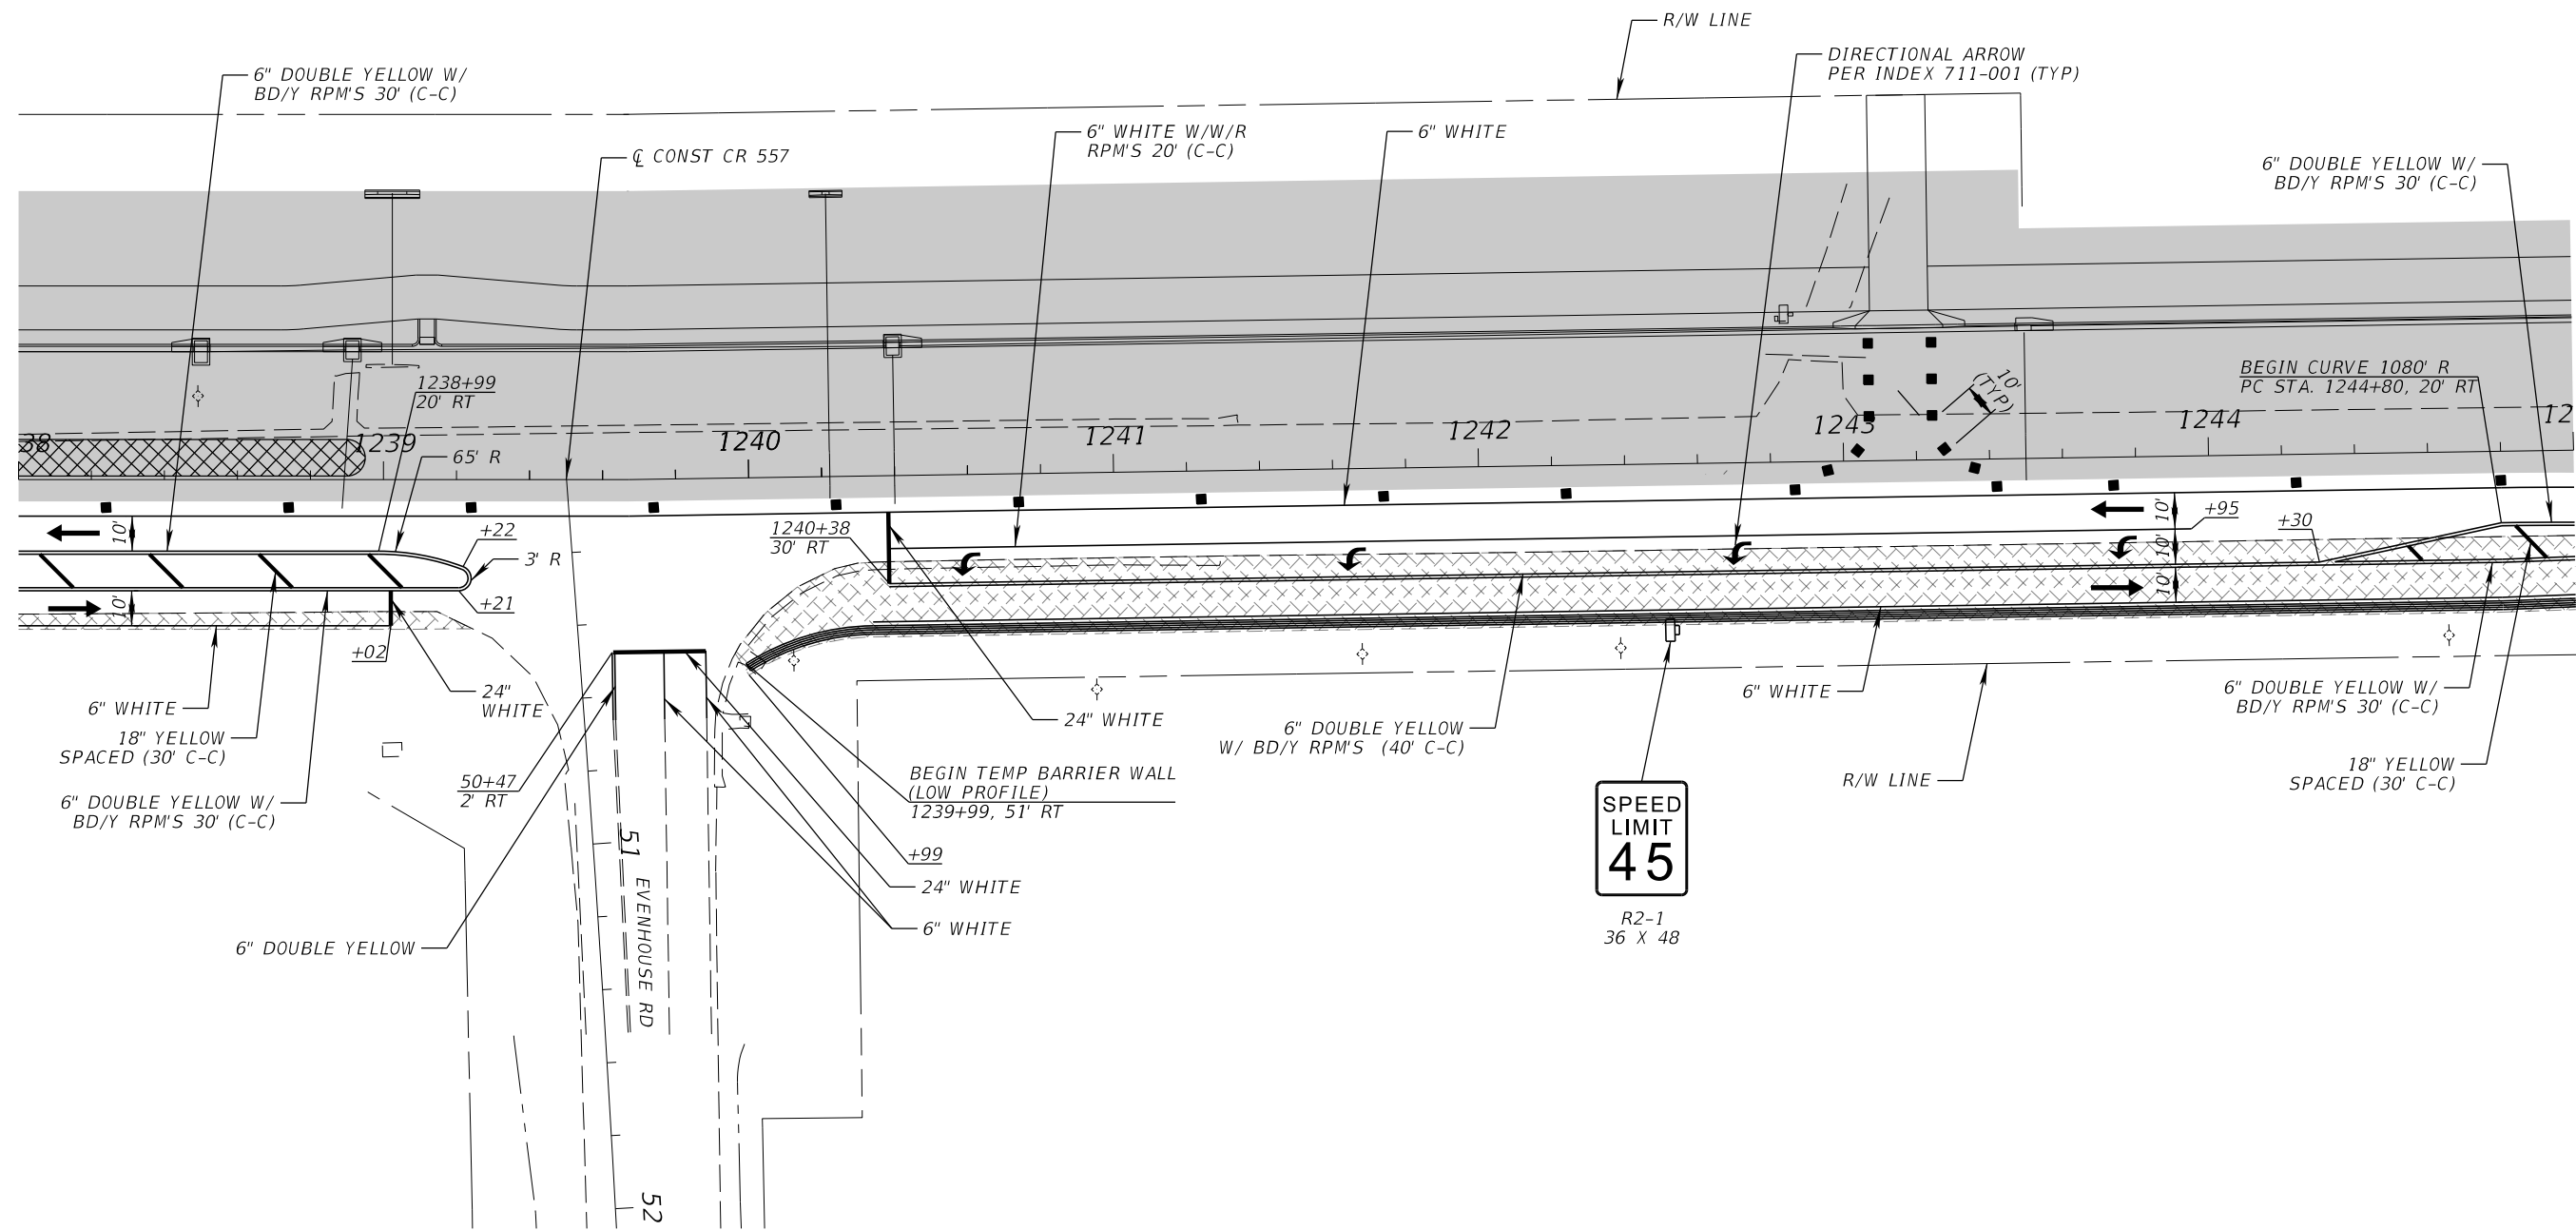 R/W LINE
DIRECTIONAL ARROW
PER INDEX 711-001 (TYP)
6" DOUBLE YELLOW W/
BD/Y RPM'S 30' (C-C)
6" WHITE W/W/R
RPM'S 20' (C-C)
6" WHITE
℄ CONST CR 557
6" DOUBLE YELLOW W/
BD/Y RPM'S 30' (C-C)
1238+99
20' RT
BEGIN CURVE 1080' R
PC STA. 1244+80, 20' RT
10'
(TYP)
38
1239
1240
1241
1242
1243
1244
12
65' R
+22
3' R
+21
10'
10'
+02
1240+38
30' RT
+95
+30
10'
10'
10'
6" WHITE
18" YELLOW
SPACED (30' C-C)
6" DOUBLE YELLOW W/
BD/Y RPM'S 30' (C-C)
24"
WHITE
50+47
2' RT
6" DOUBLE YELLOW
51
EVENHOUSE RD
52
BEGIN TEMP BARRIER WALL
(LOW PROFILE)
1239+99, 51' RT
+99
24" WHITE
6" WHITE
24" WHITE
6" DOUBLE YELLOW
W/ BD/Y RPM'S (40' C-C)
SPEED
LIMIT
45
R2-1
36 X 48
6" WHITE
R/W LINE
6" DOUBLE YELLOW W/
BD/Y RPM'S 30' (C-C)
18" YELLOW
SPACED (30' C-C)